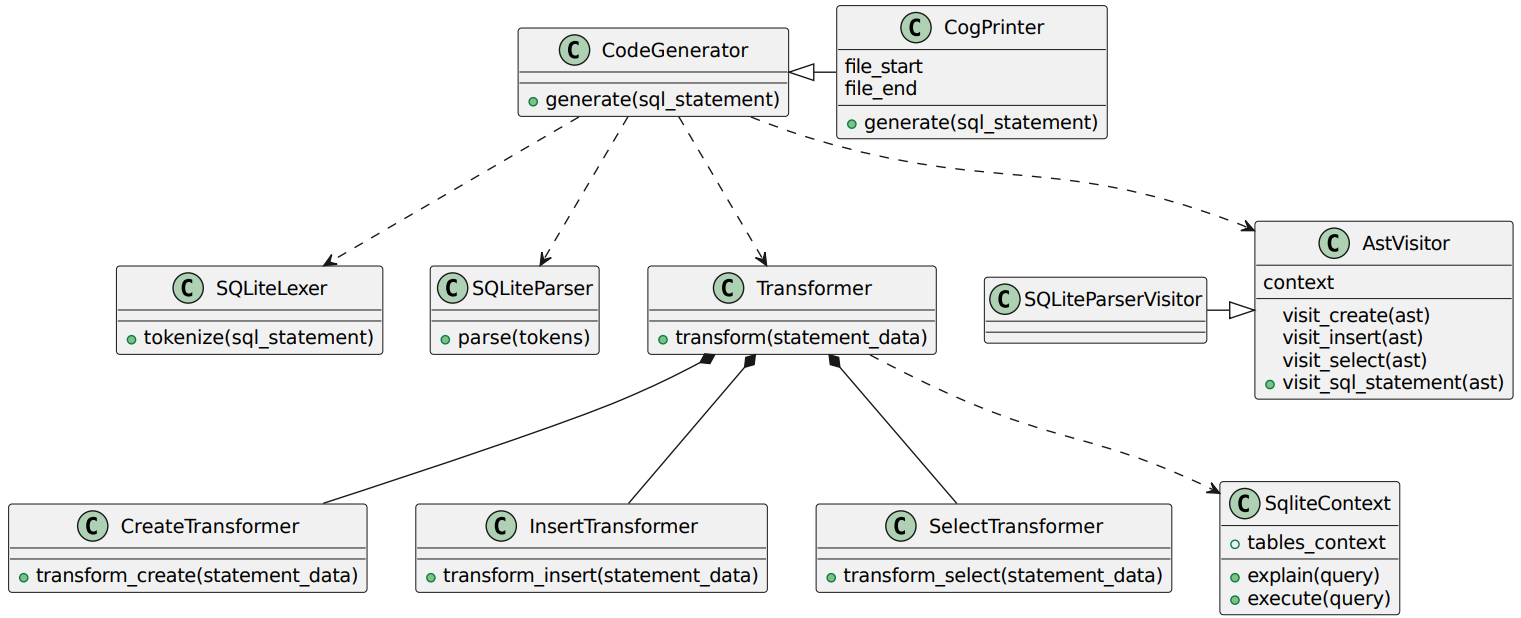 C CodeGenerator
generate(sql_statement)
C CogPrinter
file_start
file_end
generate(sql_statement)
C SQLiteLexer
tokenize(sql_statement)
C SQLiteParser
parse(tokens)
C Transformer
transform(statement_data)
C SQLiteParserVisitor
C AstVisitor
context
visit_create(ast)
visit_insert(ast)
visit_select(ast)
visit_sql_statement(ast)
C CreateTransformer
transform_create(statement_data)
C InsertTransformer
transform_insert(statement_data)
C SelectTransformer
transform_select(statement_data)
C SqliteContext
tables_context
explain(query)
execute(query)